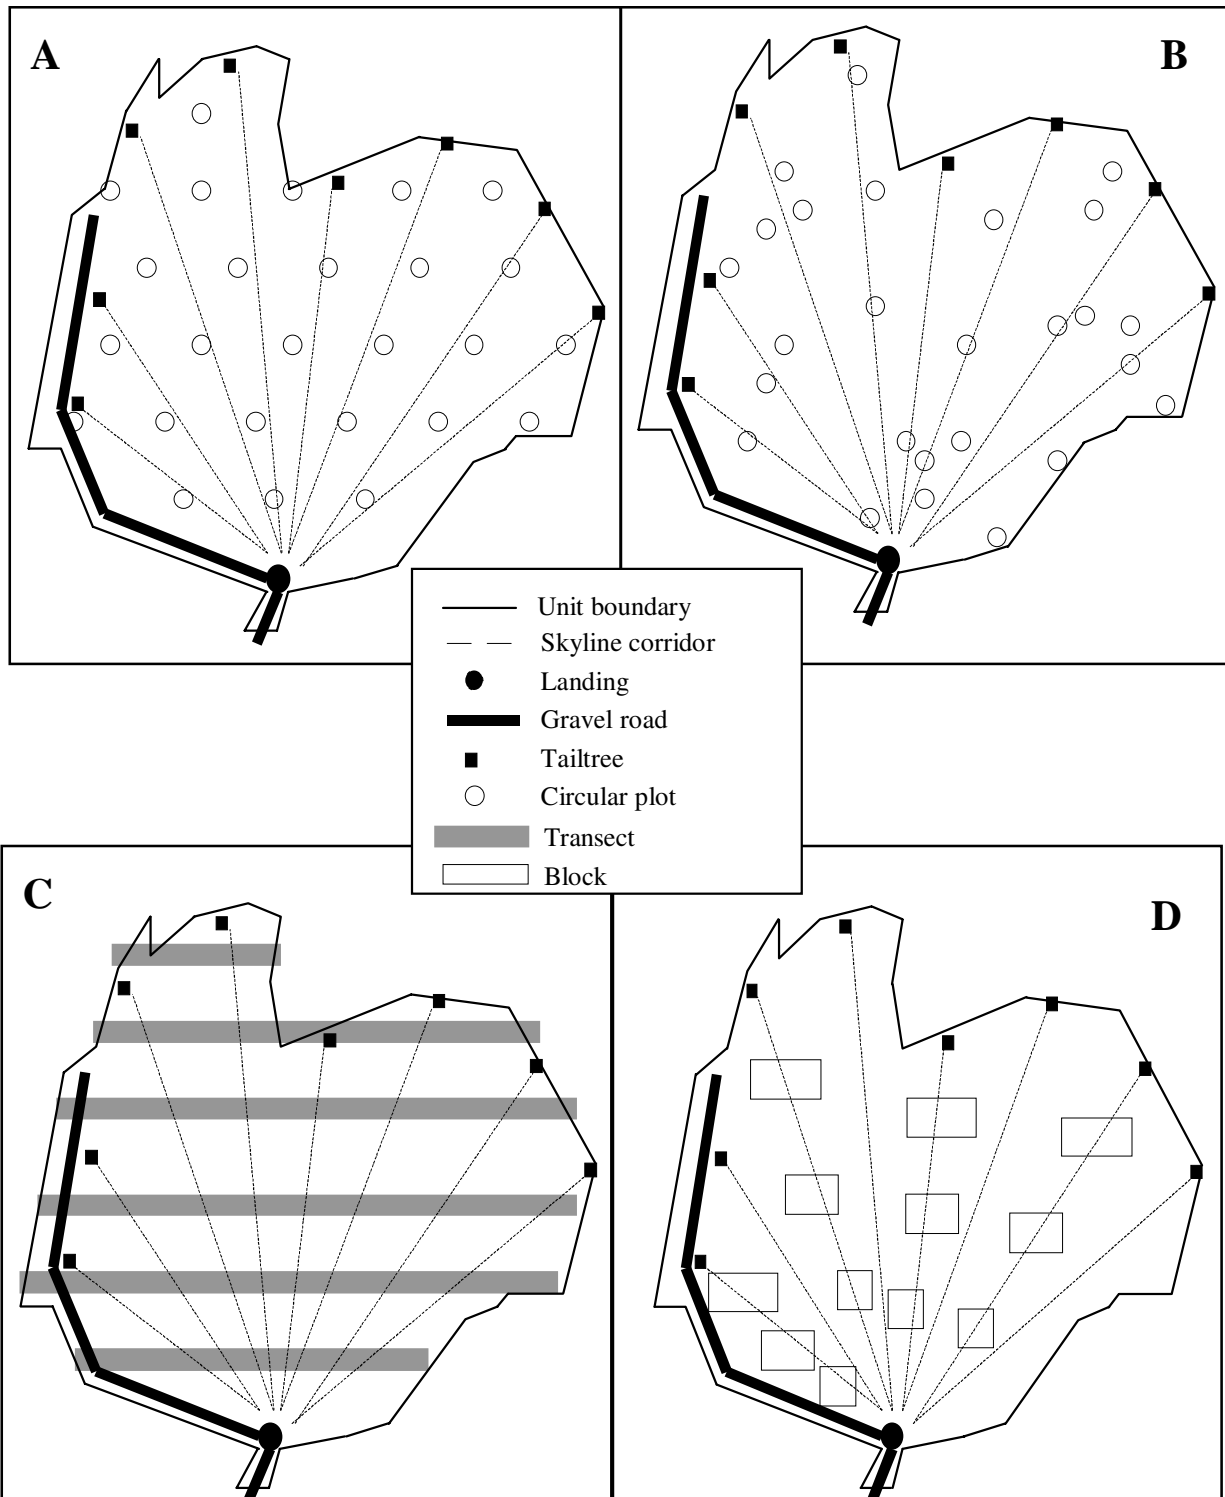 A
B
Unit boundary
Skyline corridor
Landing
Gravel road
Tailtree
Circular plot
Transect
Block
C
D